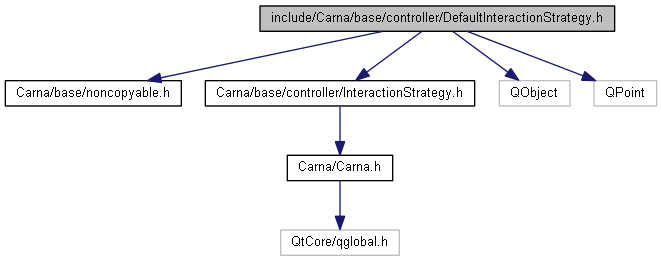 include/Carna/base/controller/DefaultInteractionStrategy.h
Carna/base/noncopyable.h
Carna/base/controller/InteractionStrategy.h
QObject
QPoint
Carna/Carna.h
QtCore/qglobal.h